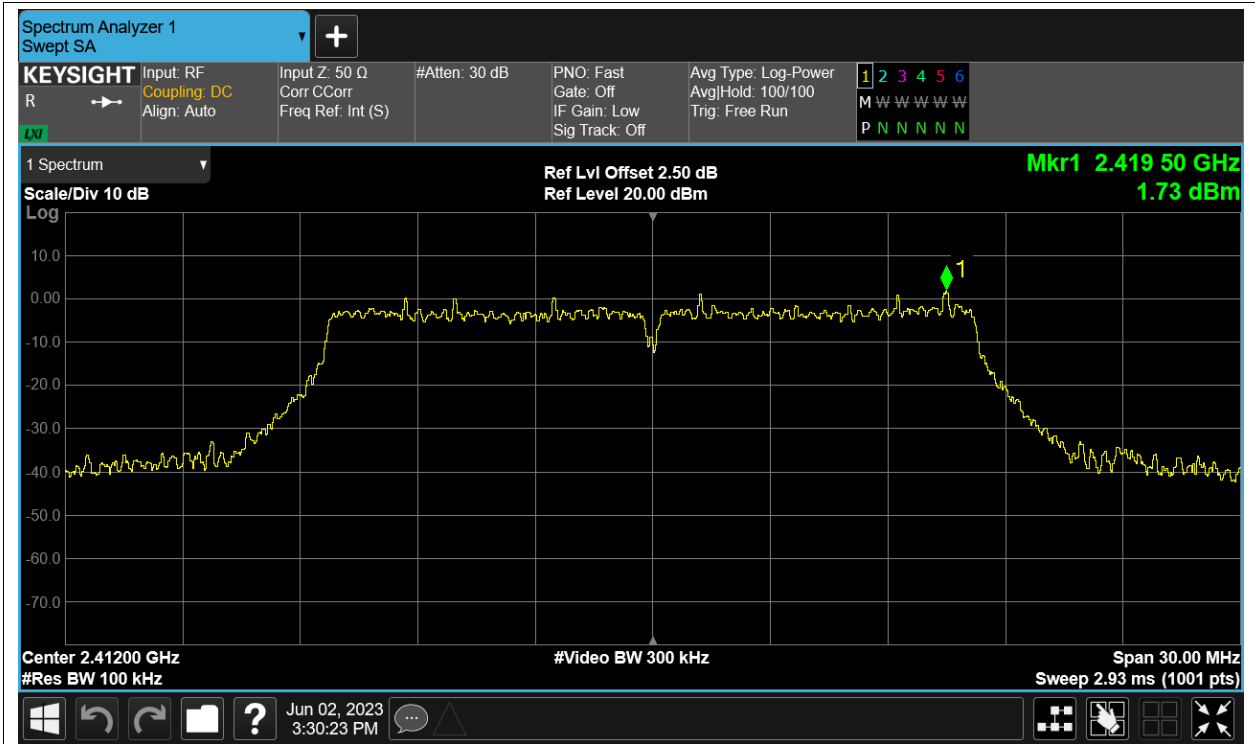 Spectrum Analyzer 1
Swept SA
KEYSIGHT
R
LXI
Input: RF
Coupling: DC
Align: Auto
Input Z: 50 Ω
Corr CCorr
Freq Ref: Int (S)
#Atten: 30 dB
PNO: Fast
Gate: Off
IF Gain: Low
Sig Track: Off
Avg Type: Log-Power
Avg|Hold: 100/100
Trig: Free Run
1 2 3 4 5 6
M W W W W W
P N N N N N
1 Spectrum
Scale/Div 10 dB
Ref Lvl Offset 2.50 dB
Ref Level 20.00 dBm
Mkr1 2.419 50 GHz
1.73 dBm
Log
10.0
0.00
-10.0
-20.0
-30.0
-40.0
-50.0
-60.0
-70.0
1
Center 2.41200 GHz
#Res BW 100 kHz
#Video BW 300 kHz
Span 30.00 MHz
Sweep 2.93 ms (1001 pts)
?
Jun 02, 2023
3:30:23 PM